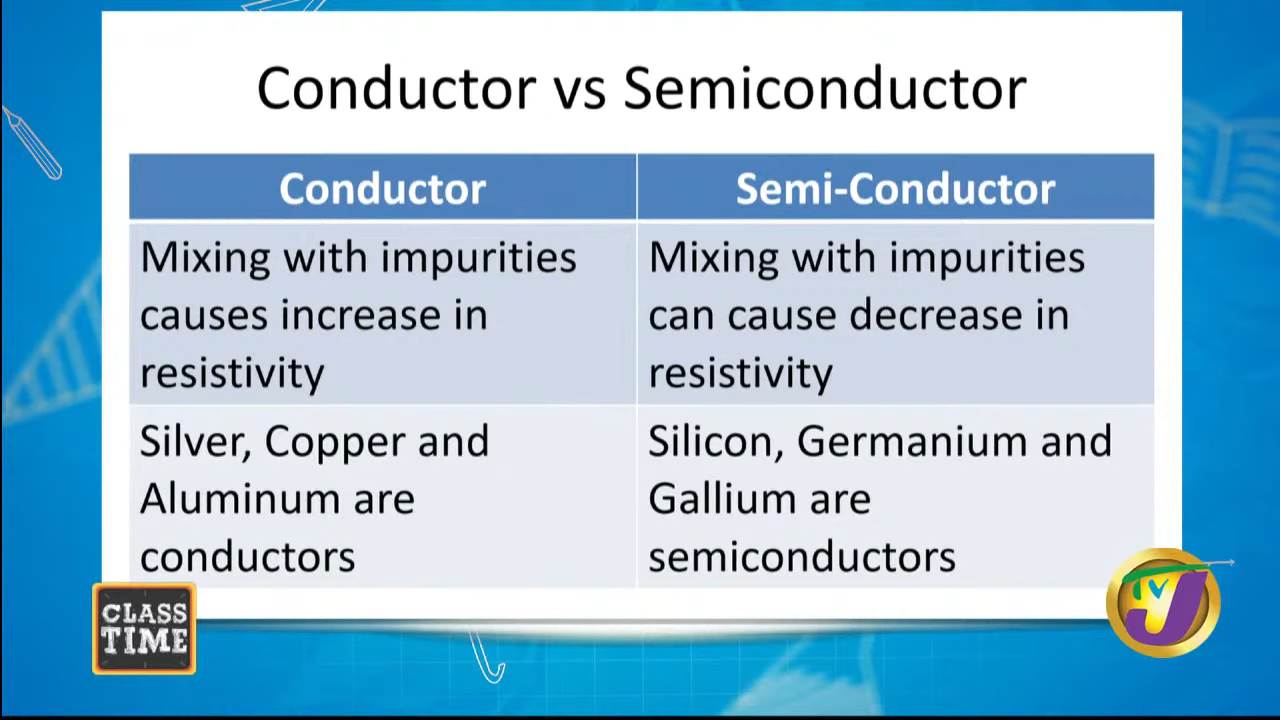 Conductor vs Semiconductor
Conductor
Semi-Conductor
Mixing with impurities
causes increase in
resistivity
Mixing with impurities
can cause decrease in
resistivity
Silver, Copper and
Aluminum are
conductors
Silicon, Germanium and
Gallium are
semiconductors
CLASS
TIME
TVJ